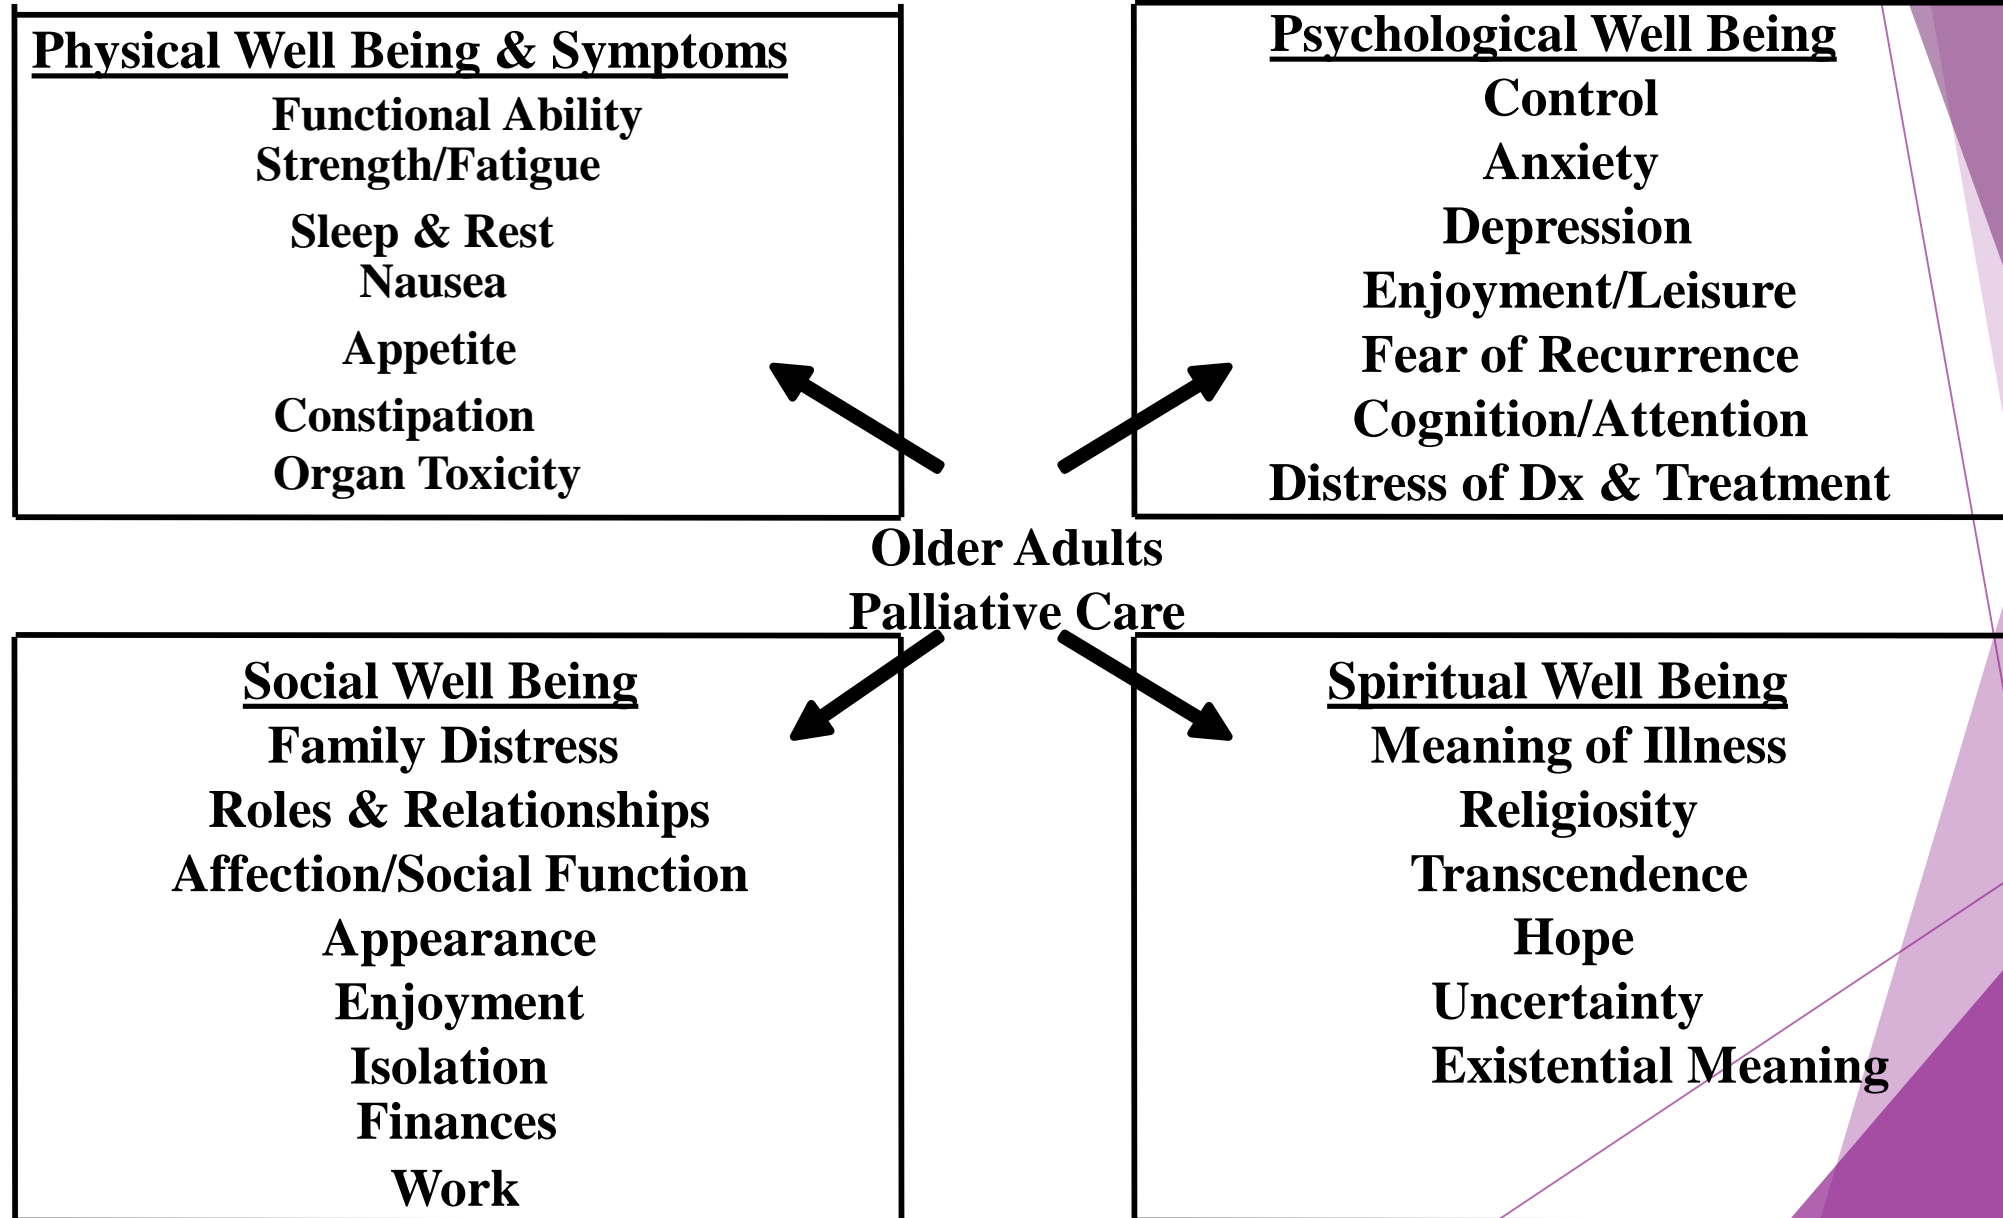 Physical Well Being & Symptoms
Functional Ability
Strength/Fatigue
Sleep & Rest
Nausea
Appetite
Constipation
Organ Toxicity
Psychological Well Being
Control
Anxiety
Depression
Enjoyment/Leisure
Fear of Recurrence
Cognition/Attention
Distress of Dx & Treatment
Older Adults
Palliative Care
Social Well Being
Family Distress
Roles & Relationships
Affection/Social Function
Appearance
Enjoyment
Isolation
Finances
Work
Spiritual Well Being
Meaning of Illness
Religiosity
Transcendence
Hope
Uncertainty
Existential Meaning